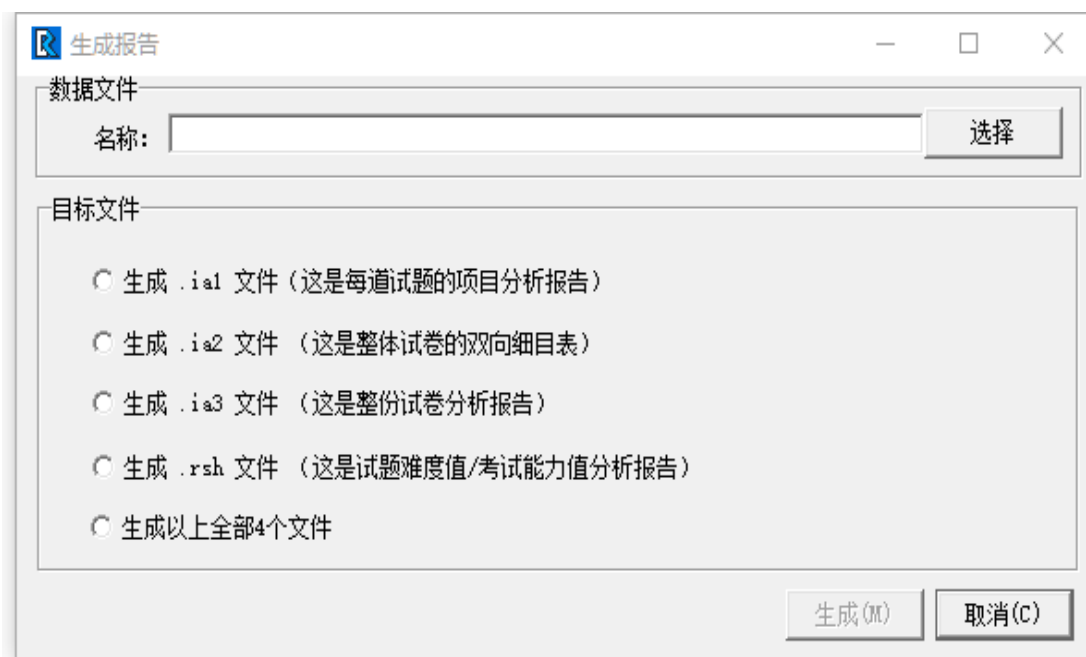 生成报告
数据文件
名称:
选择
目标文件
生成 .ia1 文件(这是每道试题的项目分析报告)
生成 .ia2 文件 (这是整体试卷的双向细目表)
生成 .ia3 文件 (这是整份试卷分析报告)
生成 .rsh 文件 (这是试题难度值/考试能力值分析报告)
生成以上全部4个文件
生成(M) 取消(C)